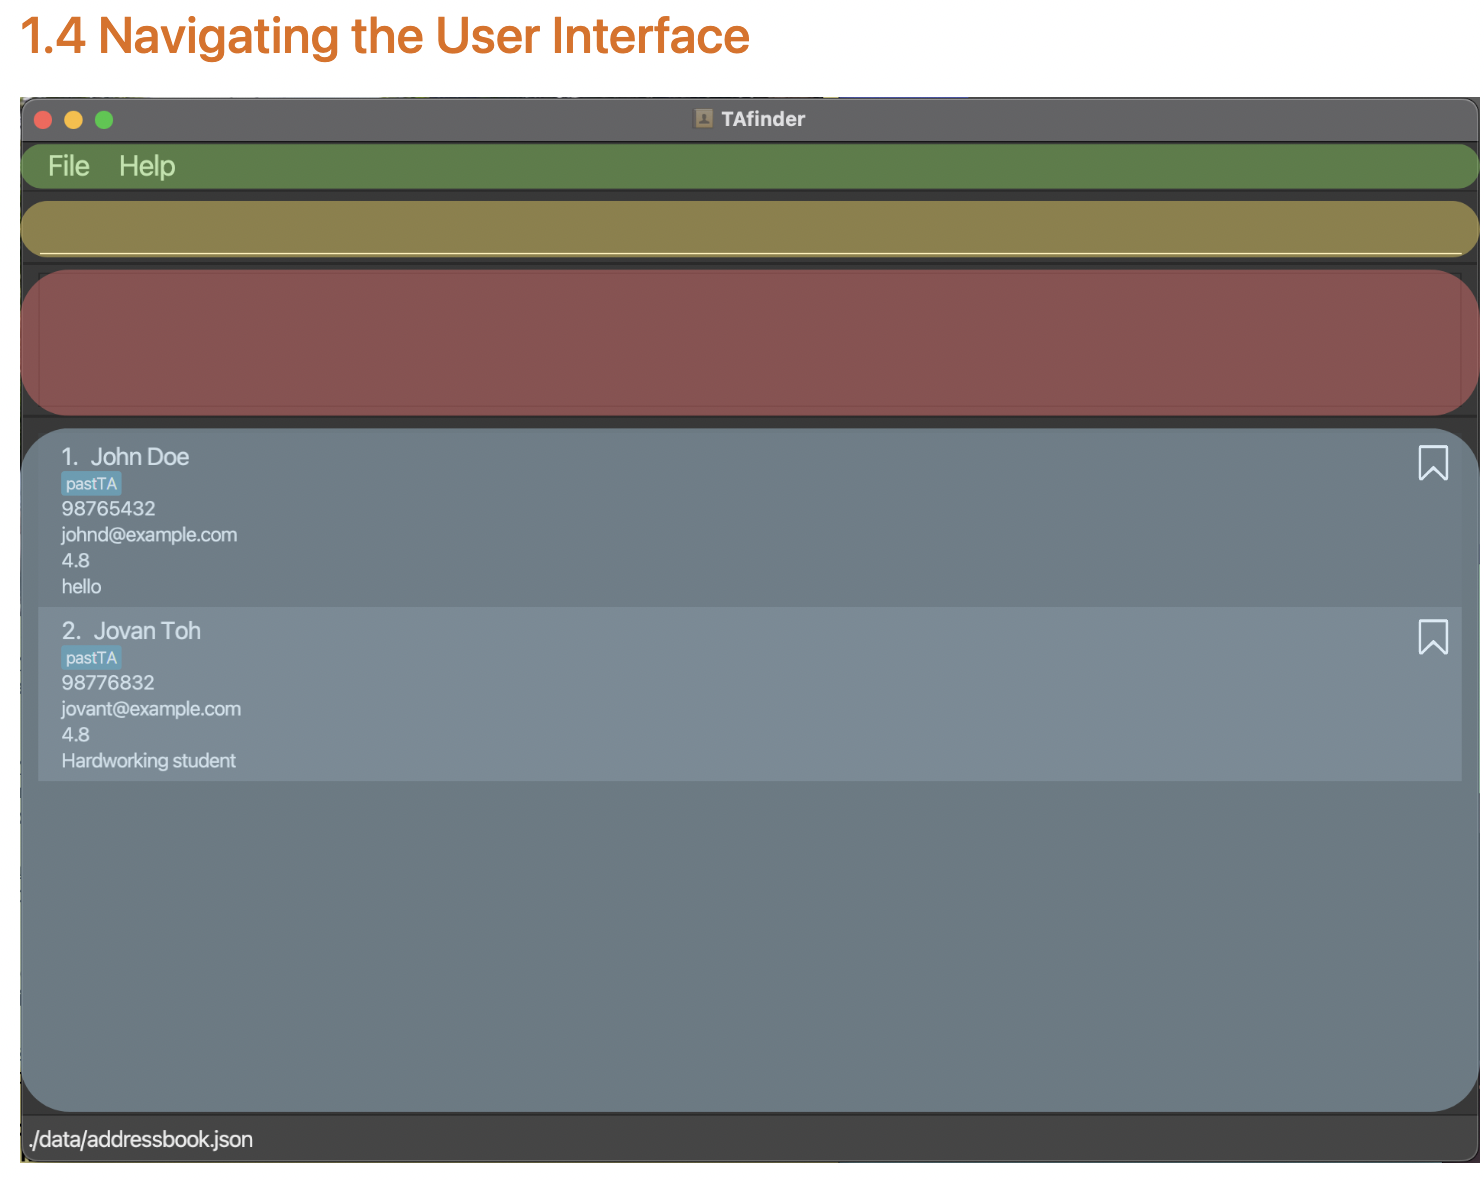 1.4 Navigating the User Interface
TAfinder
File Help
1. John Doe
pastTA
98765432
johnd@example.com
4.8
hello
2. Jovan Toh
pastTA
98776832
jovant@example.com
4.8
Hardworking student
./data/addressbook.json